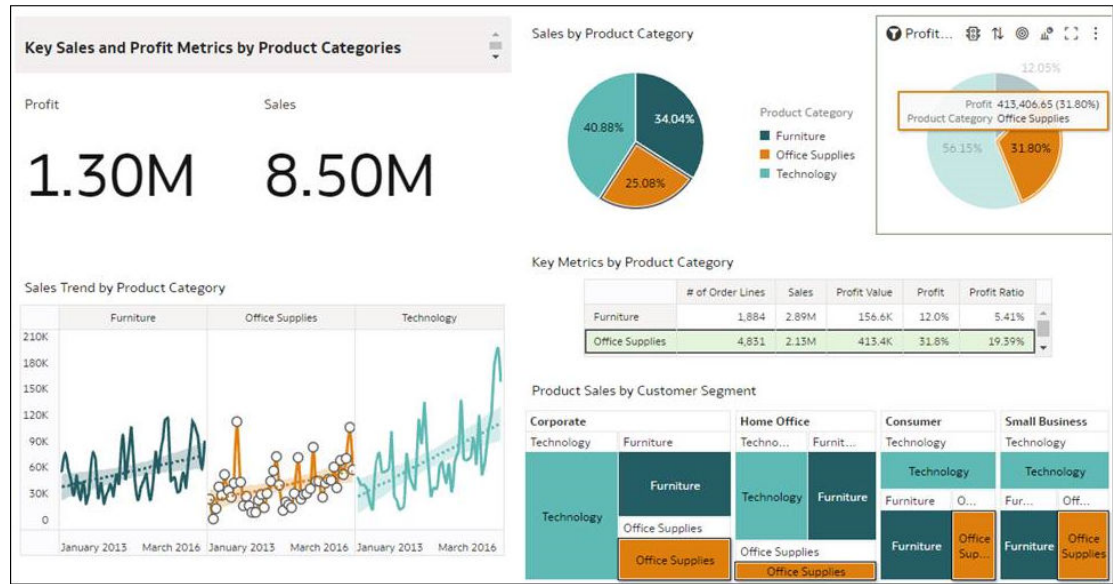 Key Sales and Profit Metrics by Product Categories
Profit
Sales
1.30M
8.50M
Sales by Product Category
40.88%
34.04%
25.08%
Product Category
Furniture
Office Supplies
Technology
Profit...
12.05%
Profit 413,406.65 (31.80%)
Product Category Office Supplies
56.15%
31.80%
Sales Trend by Product Category
Furniture
Office Supplies
Technology
210K
180K
150K
120K
90K
60K
30K
0
January 2013 March 2016 January 2013 March 2016 January 2013 March 2016
Key Metrics by Product Category
# of Order Lines Sales Profit Value Profit Profit Ratio
Furniture 1,884 2.89M 156.6K 12.0% 5.41%
Office Supplies 4,831 2.13M 413.4K 31.8% 19.39%
Product Sales by Customer Segment
Corporate
Technology
Furniture
Technology
Furniture
Office Supplies
Office Supplies
Home Office
Techno...
Furnit...
Technology
Furniture
Office Supplies
Office Supplies
Consumer
Technology
Technology
Furniture
O...
Furniture
Office
Sup...
Small Business
Technology
Technology
Fur...
Off...
Furniture
Office
Supplies